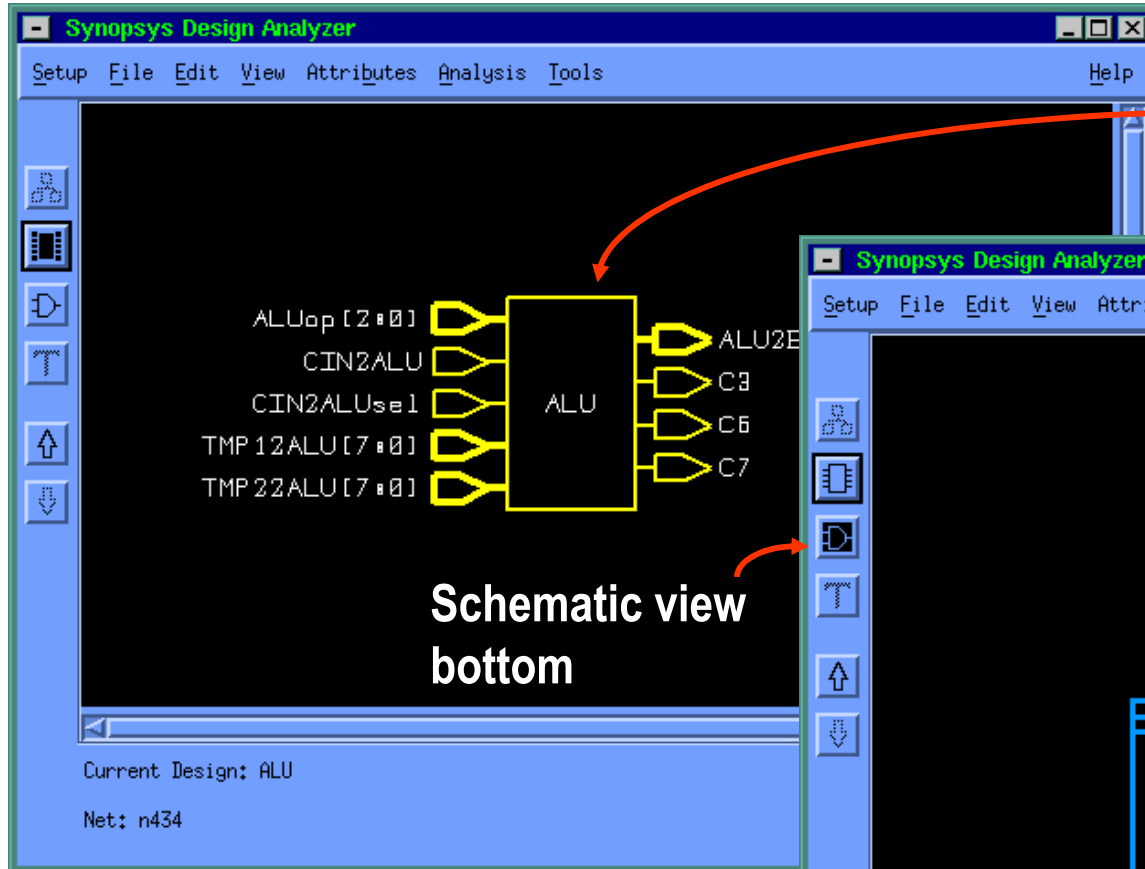 Synopsys Design Analyzer
Setup File Edit View Attributes Analysis Tools Help
ALUop[2:0]
CIN2ALU
CIN2ALUsel
TMP12ALU[7:0]
TMP22ALU[7:0]
ALU
ALU2E
C3
C6
C7
Schematic view
bottom
Current Design: ALU
Net: n434
Synopsys Design Analyzer
Setup File Edit View Attri